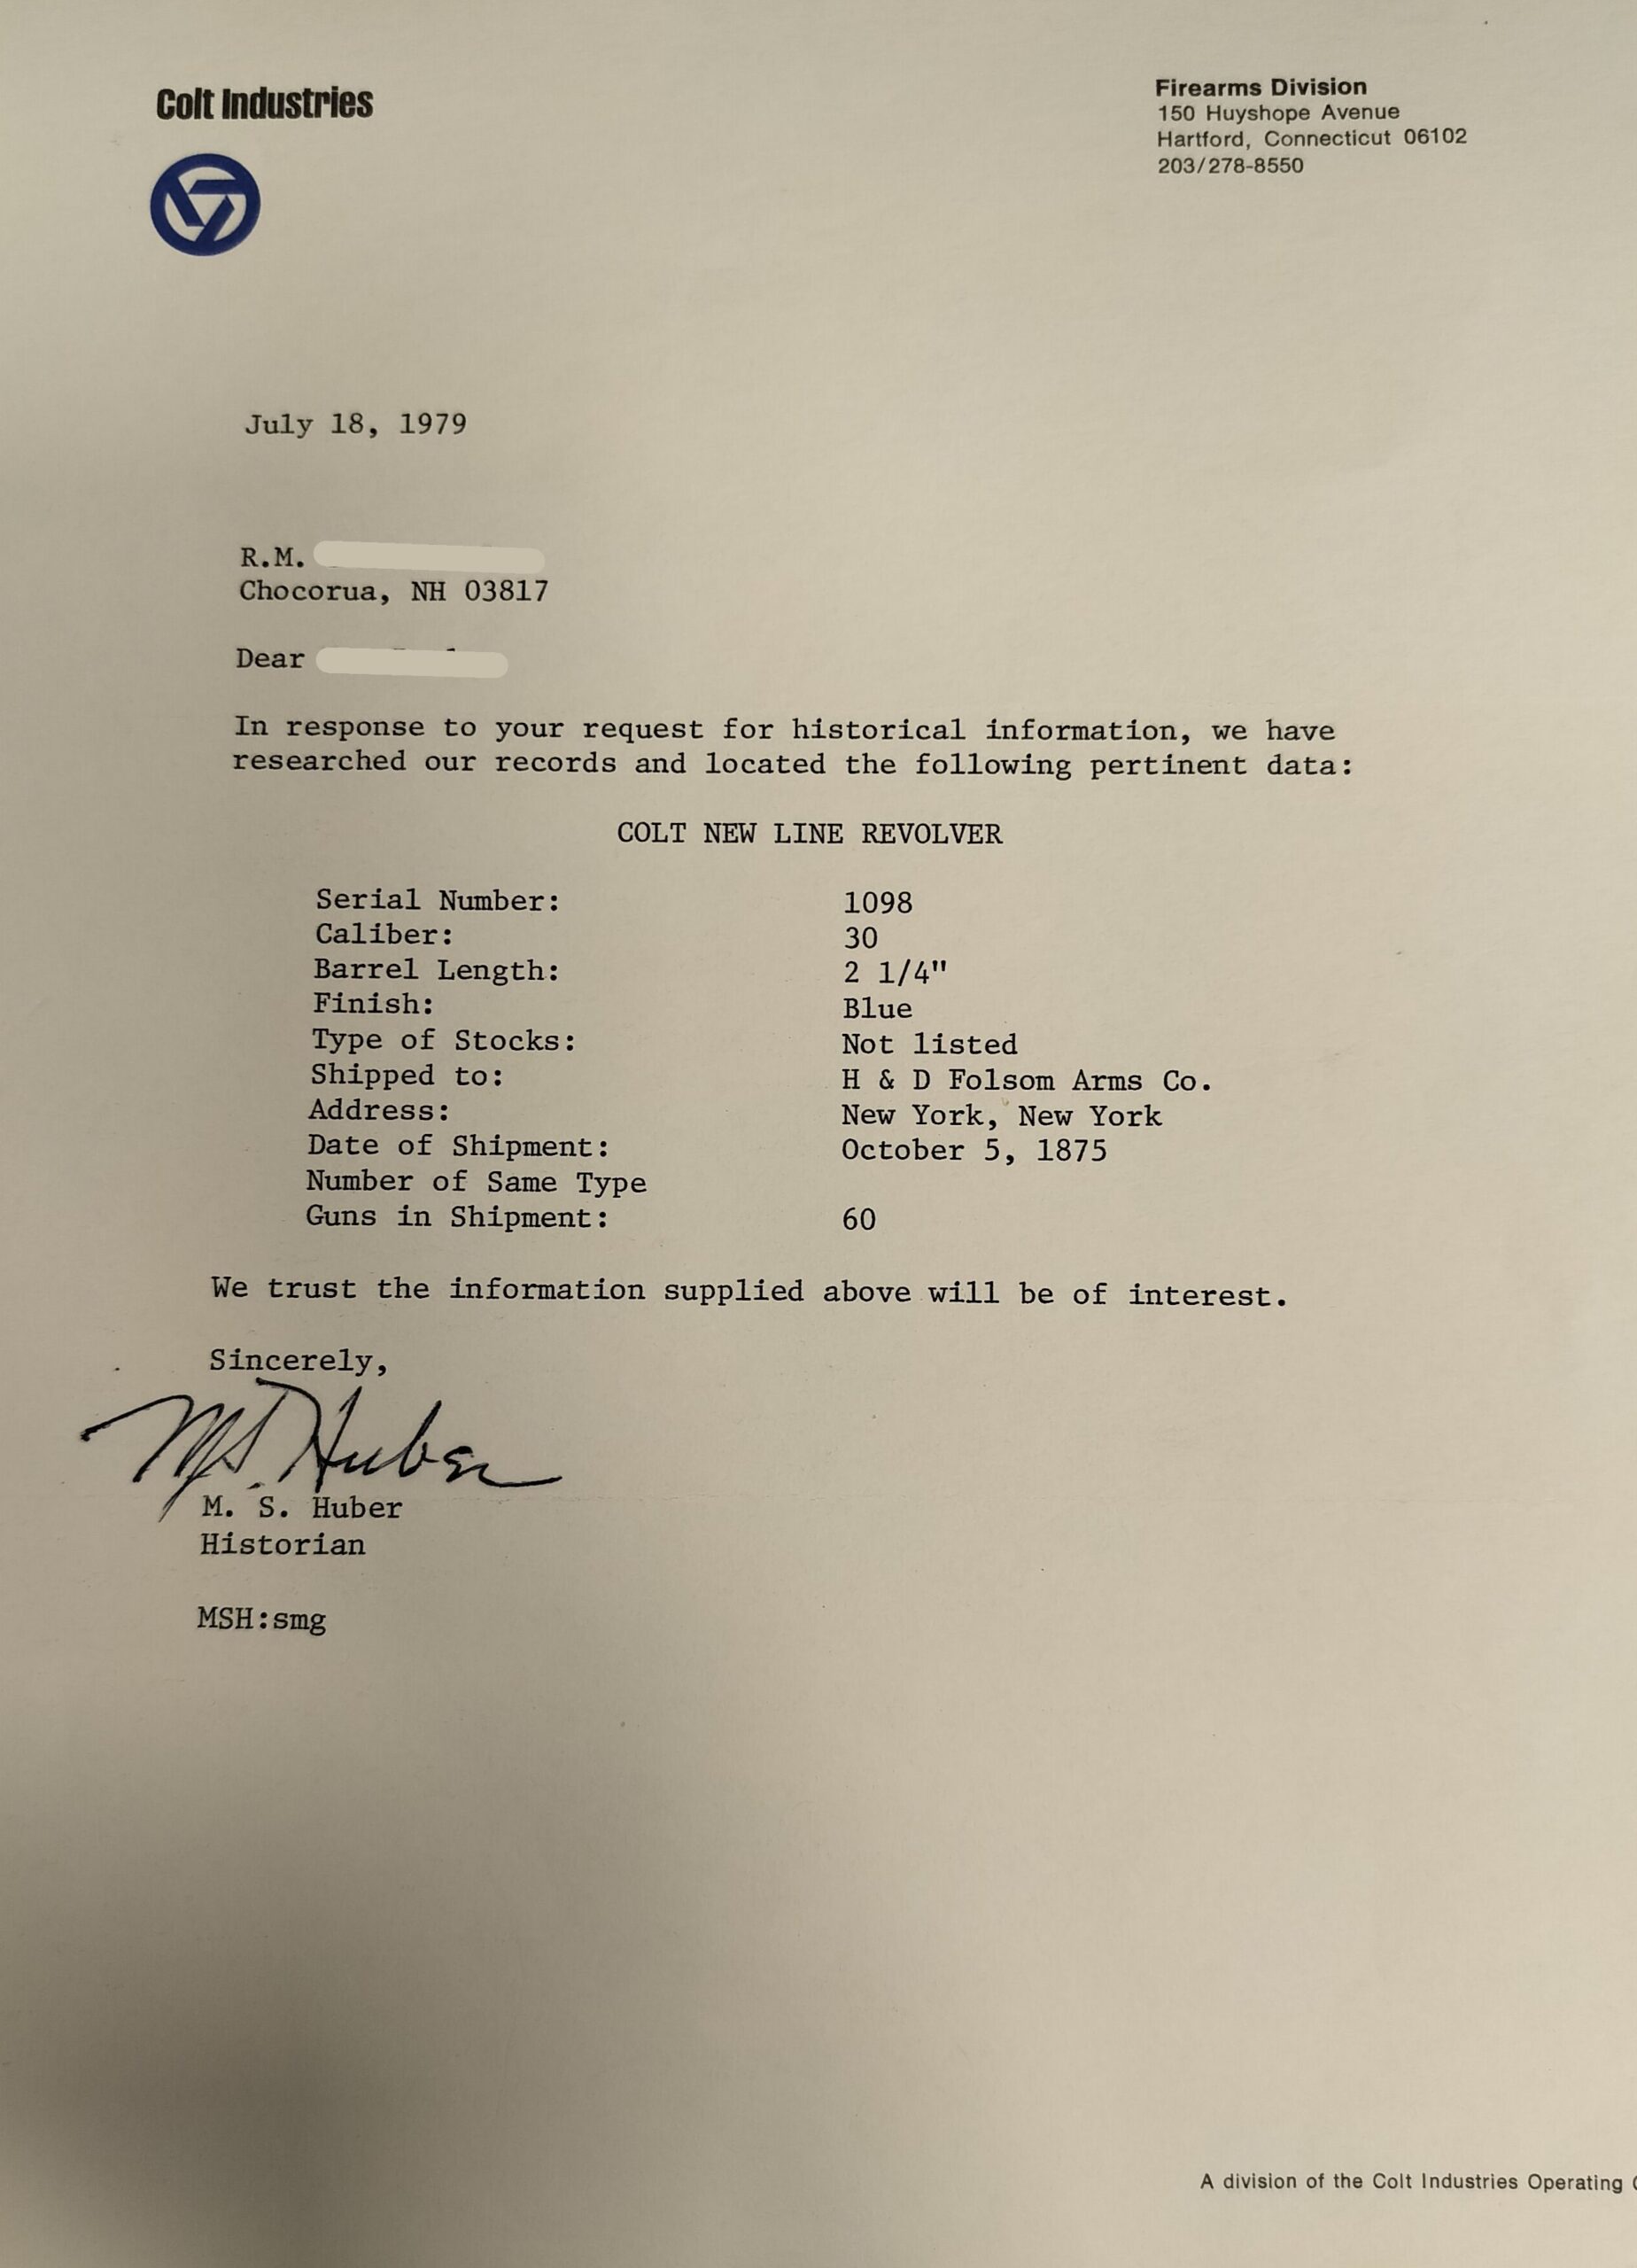 Colt Industries
Firearms Division
150 Huyshope Avenue
Hartford, Connecticut 06102
203/278-8550
July 18, 1979
R.M.
Chocorua, NH 03817
Dear
In response to your request for historical information, we have
researched our records and located the following pertinent data:
COLT NEW LINE REVOLVER
Serial Number: 1098
Caliber: 30
Barrel Length: 2 1/4"
Finish: Blue
Type of Stocks: Not listed
Shipped to: H & D Folsom Arms Co.
Address: New York, New York
Date of Shipment: October 5, 1875
Number of Same Type
Guns in Shipment: 60
We trust the information supplied above will be of interest.
Sincerely,
M.S. Huber
M. S. Huber
Historian
MSH:smg
A division of the Colt Industries Operating